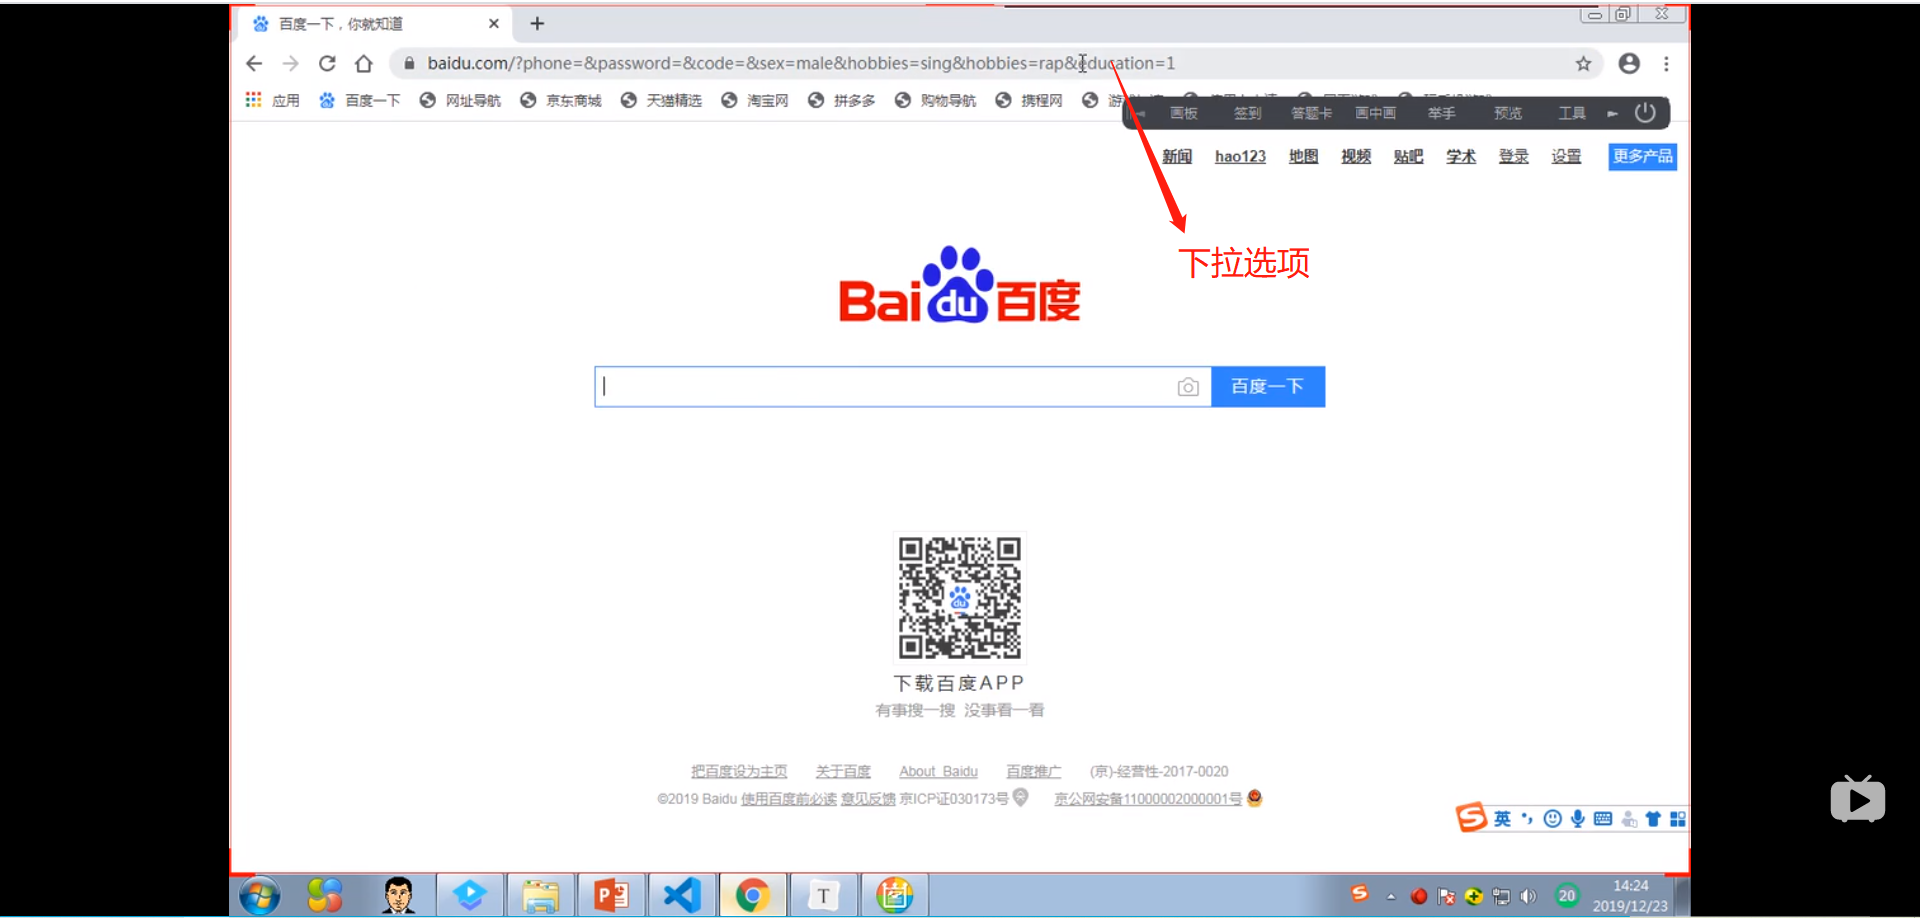 百度一下，你就知道
baidu.com/?phone=&password=&code=&sex=male&hobbies=sing&hobbies=rap&education=1
应用 百度一下 网址导航 京东商城 天猫精选 淘宝网 拼多多 购物导航 携程网
画板 签到 答题卡 画中画 举手 预览 工具
新闻 hao123 地图 视频 贴吧 学术 登录 设置 更多产品
下拉选项
Bai du 百度
百度一下
du
下载百度APP
有事搜一搜 没事看一看
把百度设为主页 关于百度 About Baidu 百度推广 (京)-经营性-2017-0020
©2019 Baidu 使用百度前必读 意见反馈 京ICP证030173号 京公网安备11000002000001号
S 英
T
S 20 14:24
2019/12/23